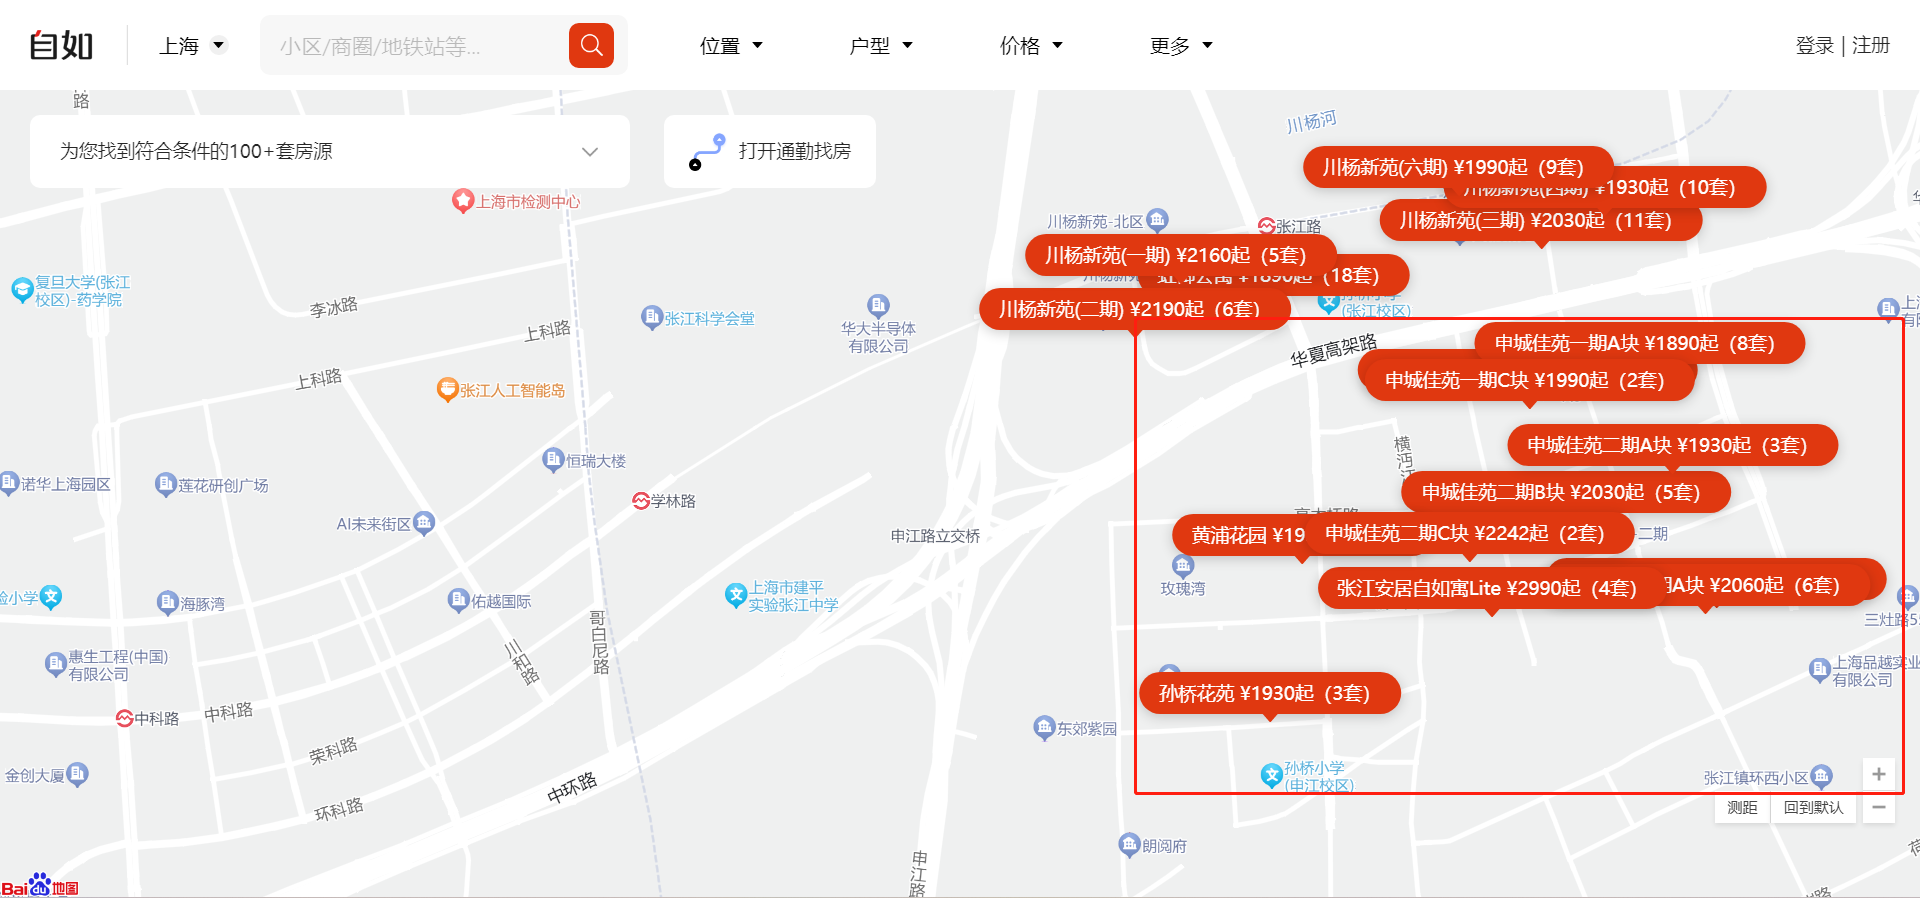 自如
上海
小区/商圈/地铁站等...
位置
户型
价格
更多
登录 | 注册
路
为您找到符合条件的100+套房源
打开通勤找房
川杨河
川杨新苑(六期) ¥1990起（9套）
川杨新苑(四期) ¥1930起（10套）
川杨新苑(三期) ¥2030起（11套）
上海市检测中心
川杨新苑-北区
张江路
川杨新苑(一期) ¥2160起（5套）
公寓 ¥1890起（18套）
川杨新苑
川杨新苑(二期) ¥2190起（6套）
(张江校区)
复旦大学(张江
校区)-药学院
李冰路
上科路
张江科学会堂
华大半导体
有限公司
华夏高架路
申城佳苑一期A块 ¥1890起（8套）
申城佳苑一期C块 ¥1990起（2套）
上科路
张江人工智能岛
申城佳苑二期A块 ¥1930起（3套）
横沔江
恒瑞大楼
诺华上海园区
莲花研创广场
学林路
申城佳苑二期B块 ¥2030起（5套）
AI未来街区
申江路立交桥
黄浦花园 ¥19
申城佳苑二期C块 ¥2242起（2套）
二期
玫瑰湾
张江安居自如寓Lite ¥2990起（4套）
期A块 ¥2060起（6套）
验小学
海豚湾
佑越国际
上海市建平
实验张江中学
哥白尼路
川和路
三灶路5
惠生工程(中国)
有限公司
上海品越实业
有限公司
孙桥花苑 ¥1930起（3套）
中科路
中科路
东郊紫园
荣科路
金创大厦
中环路
环科路
孙桥小学
(申江校区)
张江镇环西小区
测距
回到默认
朗阅府
申江路
Bai du 地图